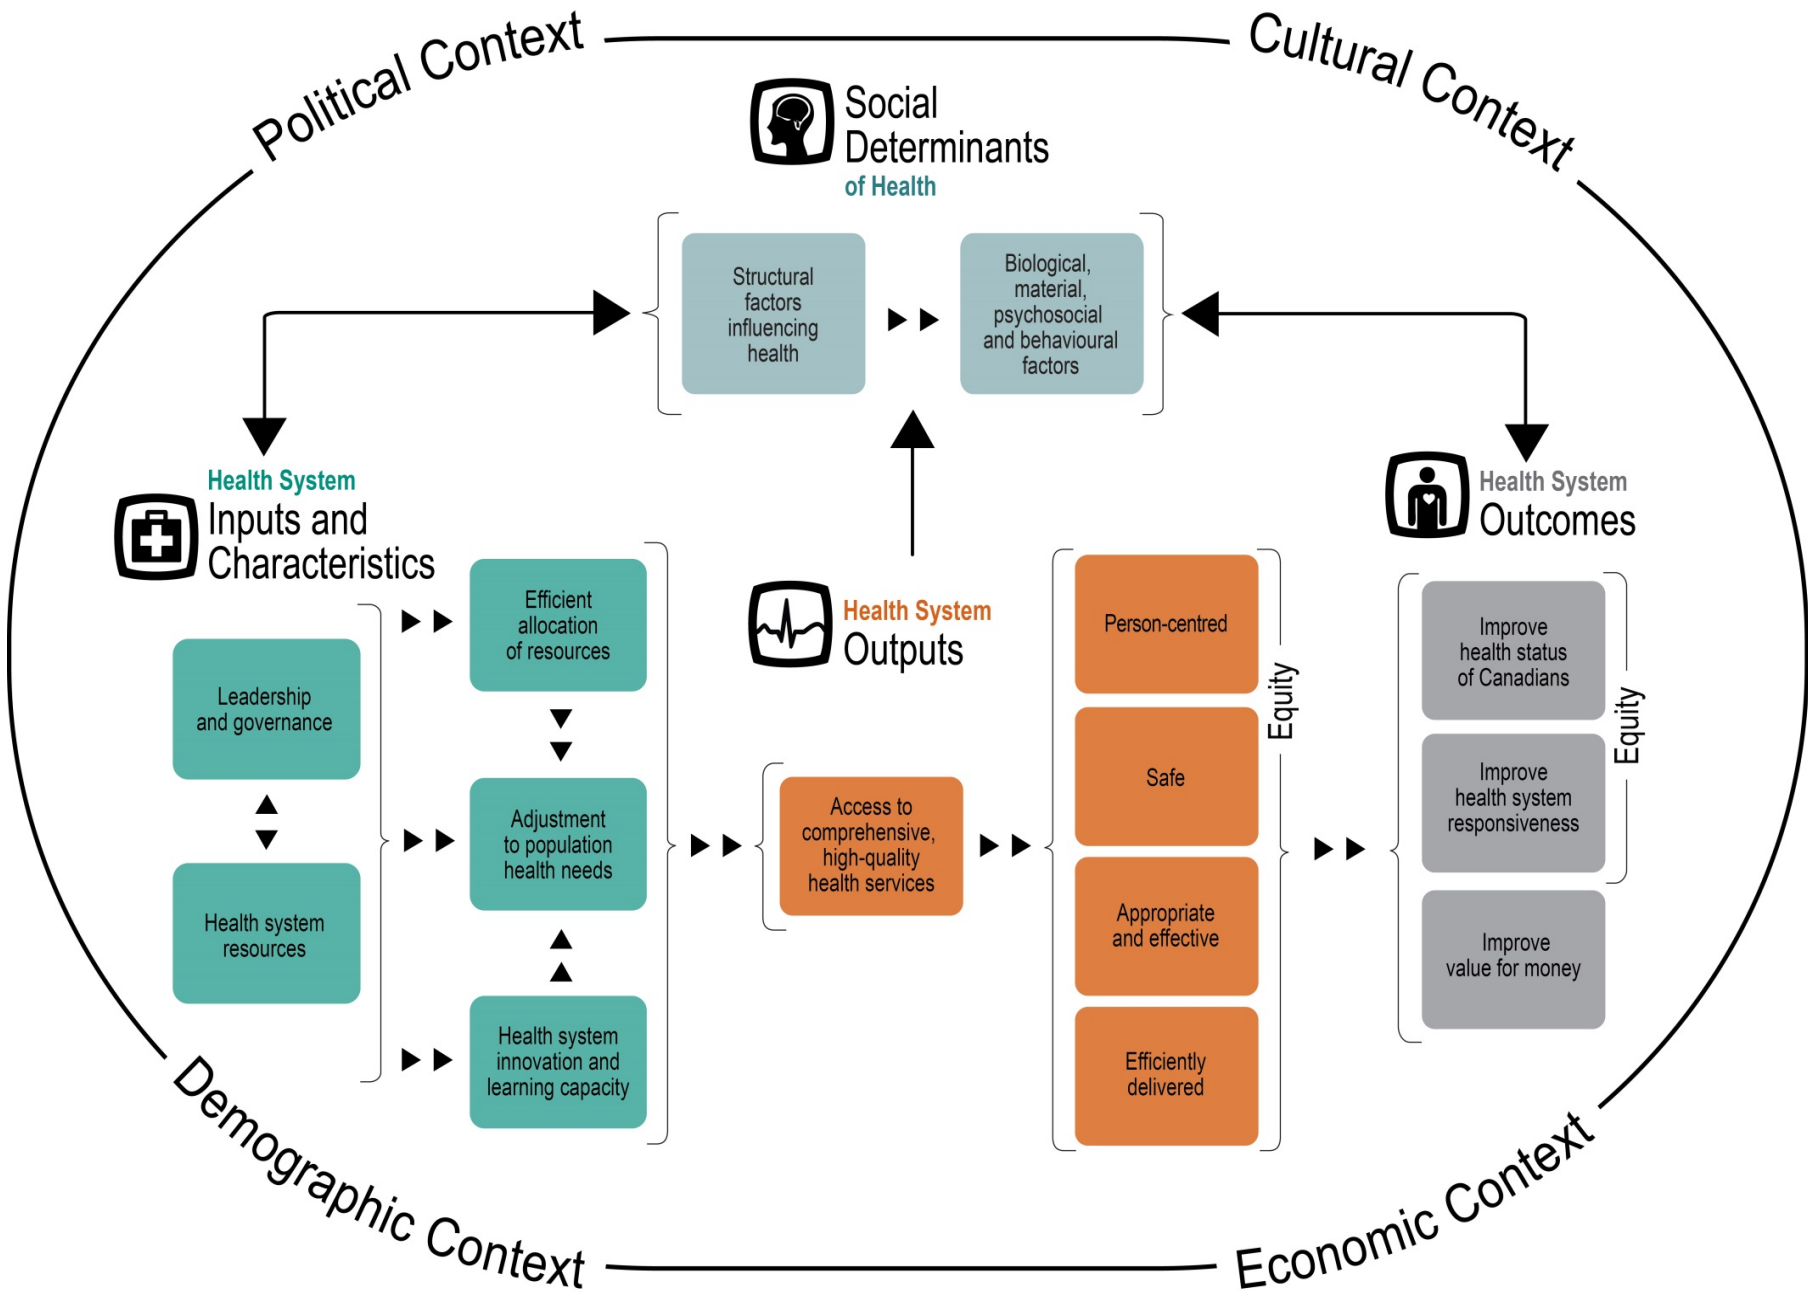 Political Context
Cultural Context
Social
Determinants
of Health
Structural
factors
influencing
health
Biological,
material,
psychosocial
and behavioural
factors
Health System
Inputs and
Characteristics
Leadership
and governance
Health system
resources
Efficient
allocation
of resources
Adjustment
to population
health needs
Health system
innovation and
learning capacity
Health System
Outputs
Access to
comprehensive,
high-quality
health services
Person-centred
Safe
Appropriate
and effective
Efficiently
delivered
Equity
Health System
Outcomes
Improve
health status
of Canadians
Improve
health system
responsiveness
Improve
value for money
Equity
Demographic Context
Economic Context